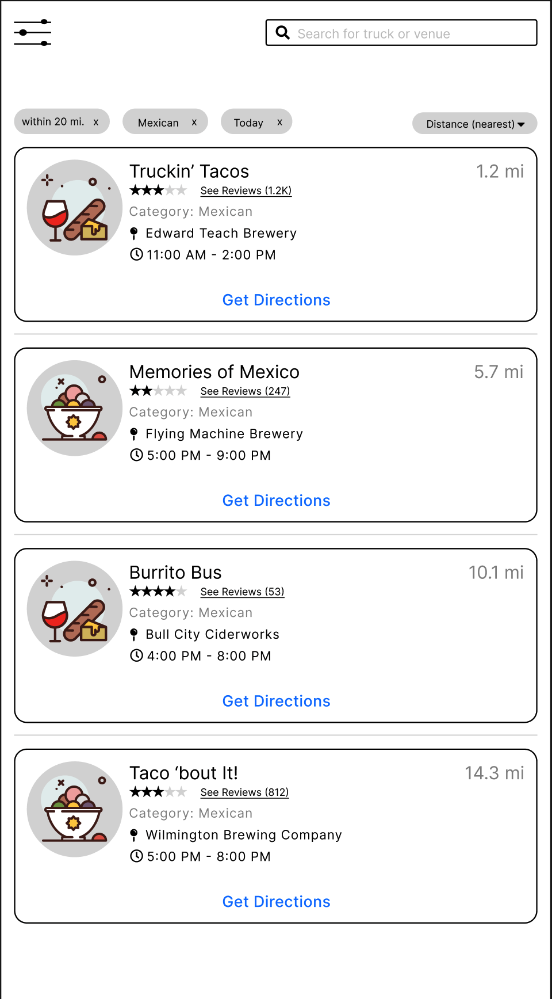 Search for truck or venue
within 20 mi. x Mexican x Today x Distance (nearest)
Truckin’ Tacos 1.2 mi
See Reviews (1.2K)
Category: Mexican
Edward Teach Brewery
11:00 AM - 2:00 PM
Get Directions
Memories of Mexico 5.7 mi
See Reviews (247)
Category: Mexican
Flying Machine Brewery
5:00 PM - 9:00 PM
Get Directions
Burrito Bus 10.1 mi
See Reviews (53)
Category: Mexican
Bull City Ciderworks
4:00 PM - 8:00 PM
Get Directions
Taco ‘bout It! 14.3 mi
See Reviews (812)
Category: Mexican
Wilmington Brewing Company
5:00 PM - 8:00 PM
Get Directions